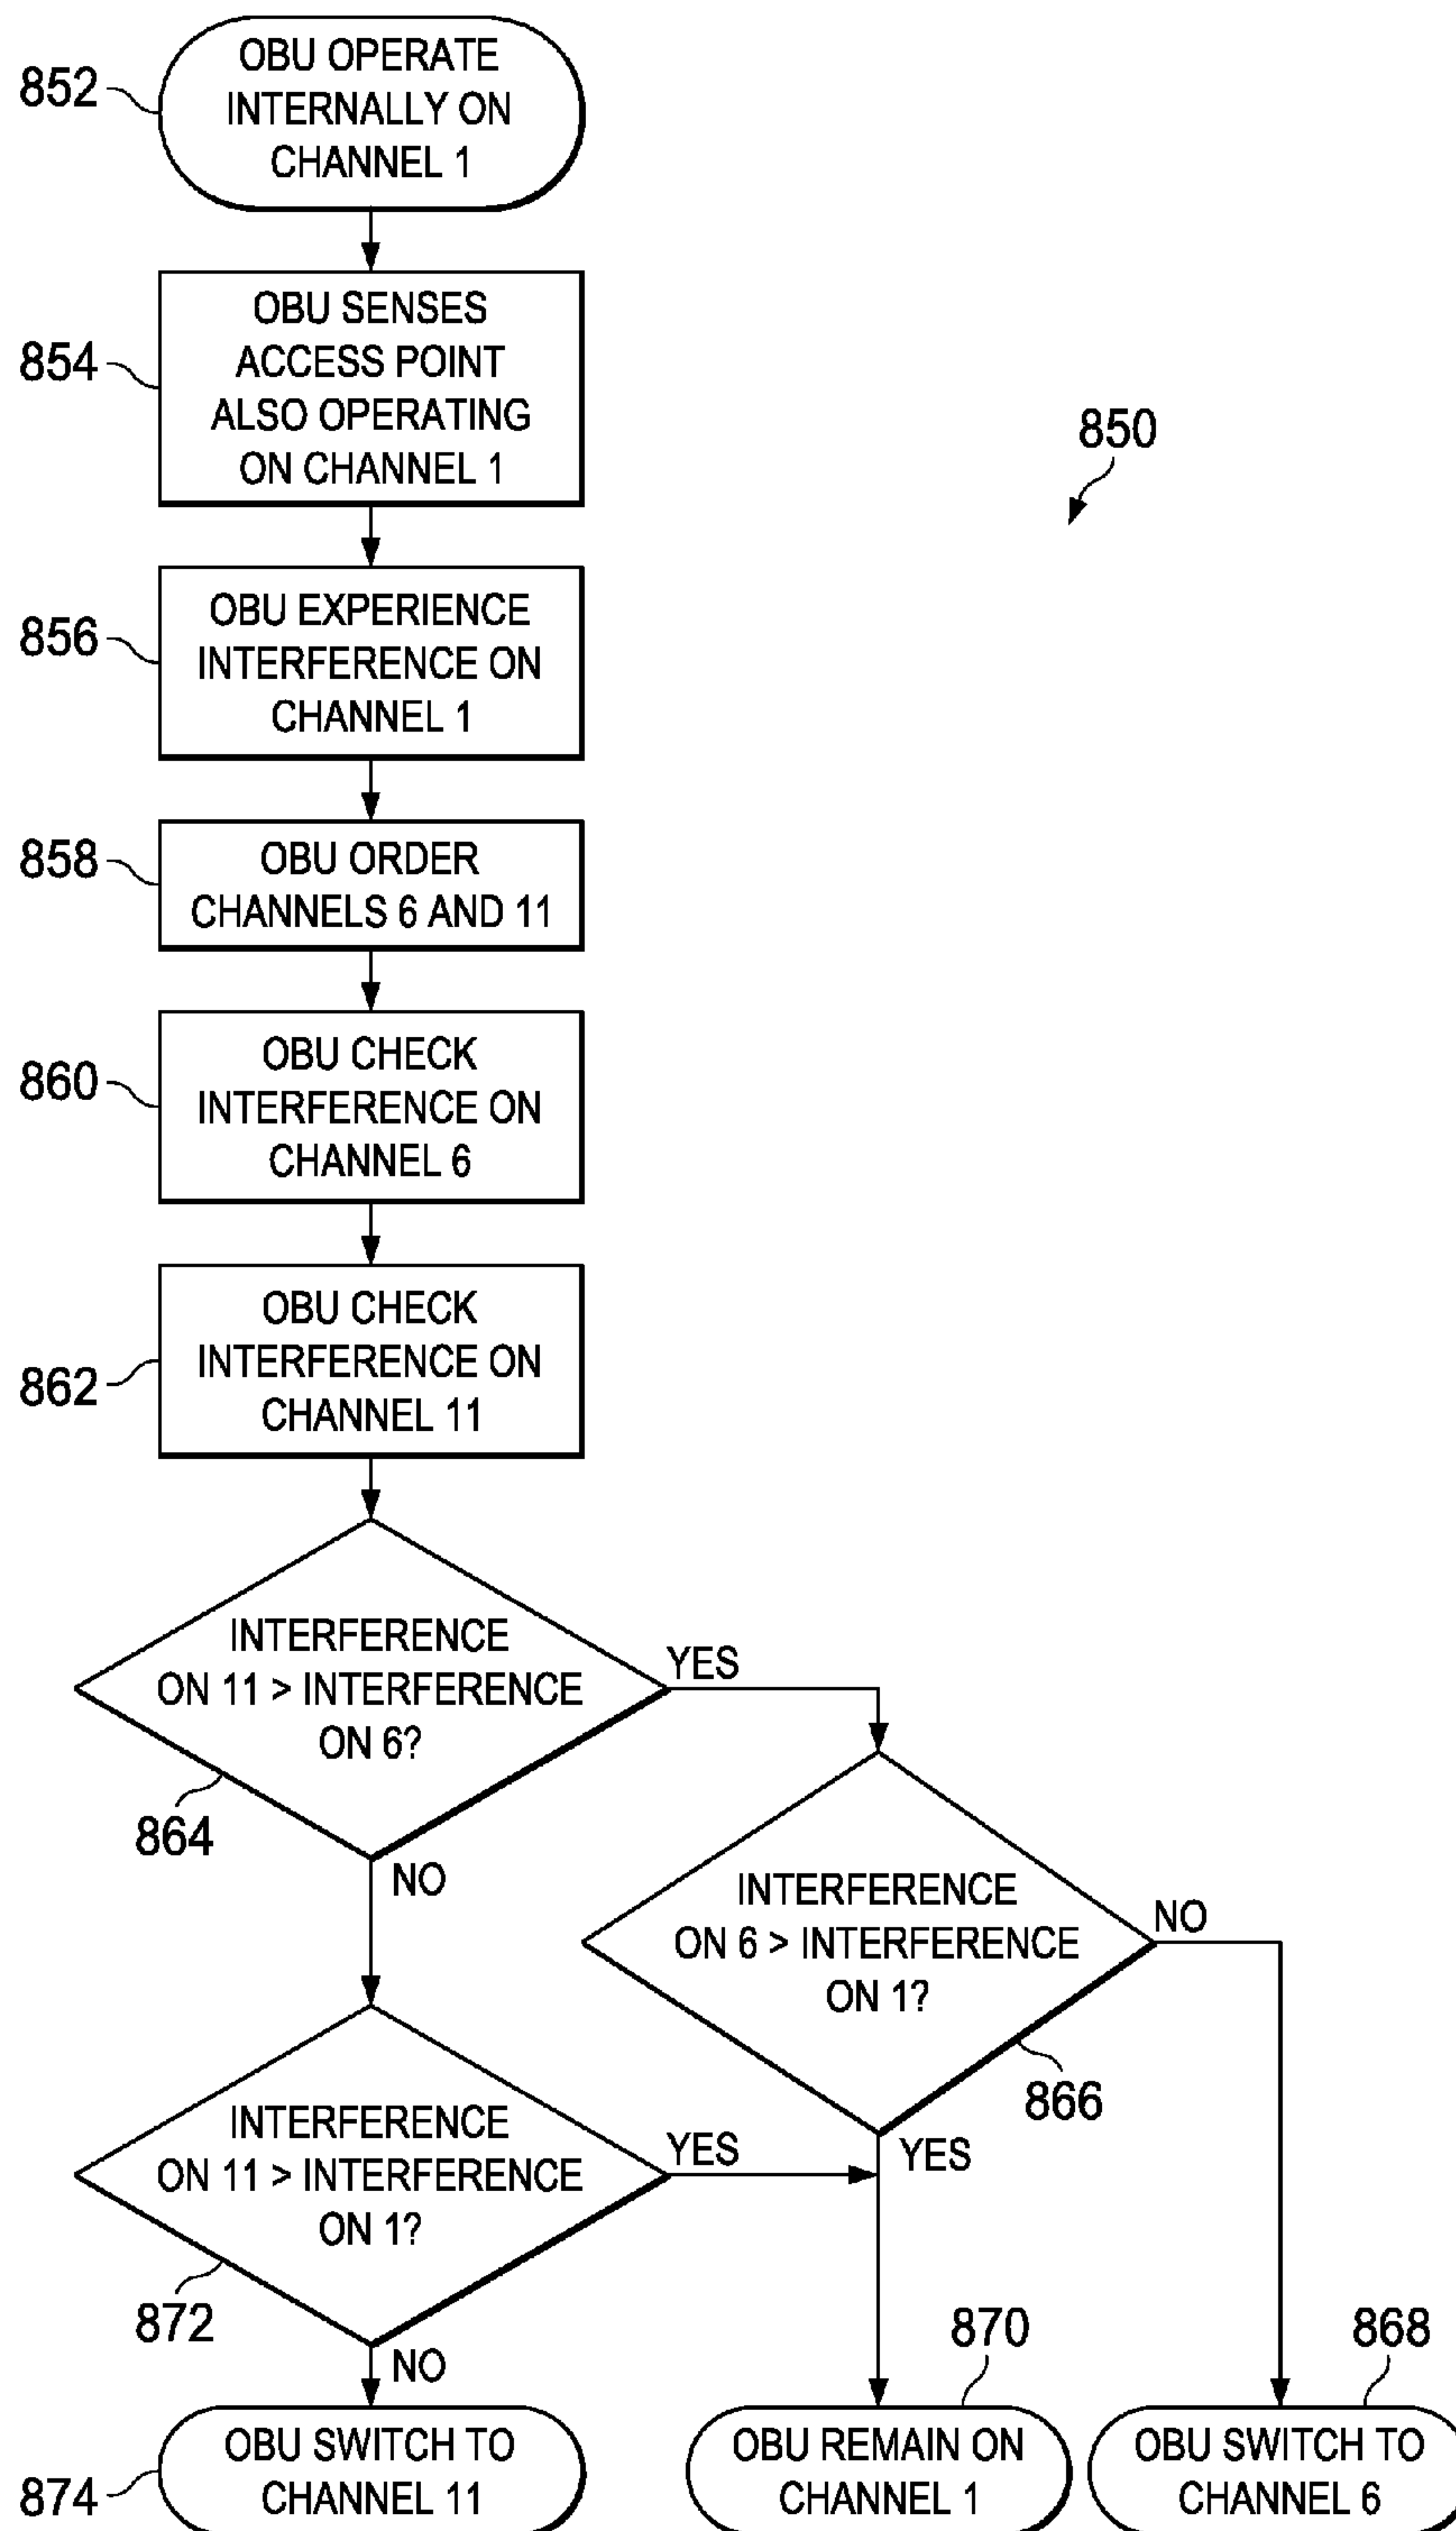 852
OBU OPERATE
INTERNALLY ON
CHANNEL 1
854
OBU SENSES
ACCESS POINT
ALSO OPERATING
ON CHANNEL 1
850
856
OBU EXPERIENCE
INTERFERENCE ON
CHANNEL 1
858
OBU ORDER
CHANNELS 6 AND 11
860
OBU CHECK
INTERFERENCE ON
CHANNEL 6
862
OBU CHECK
INTERFERENCE ON
CHANNEL 11
INTERFERENCE
ON 11 > INTERFERENCE
ON 6?
YES
864
NO
INTERFERENCE
ON 6 > INTERFERENCE
ON 1?
NO
866
YES
INTERFERENCE
ON 11 > INTERFERENCE
ON 1?
YES
872
NO
870
868
874
OBU SWITCH TO
CHANNEL 11
OBU REMAIN ON
CHANNEL 1
OBU SWITCH TO
CHANNEL 6